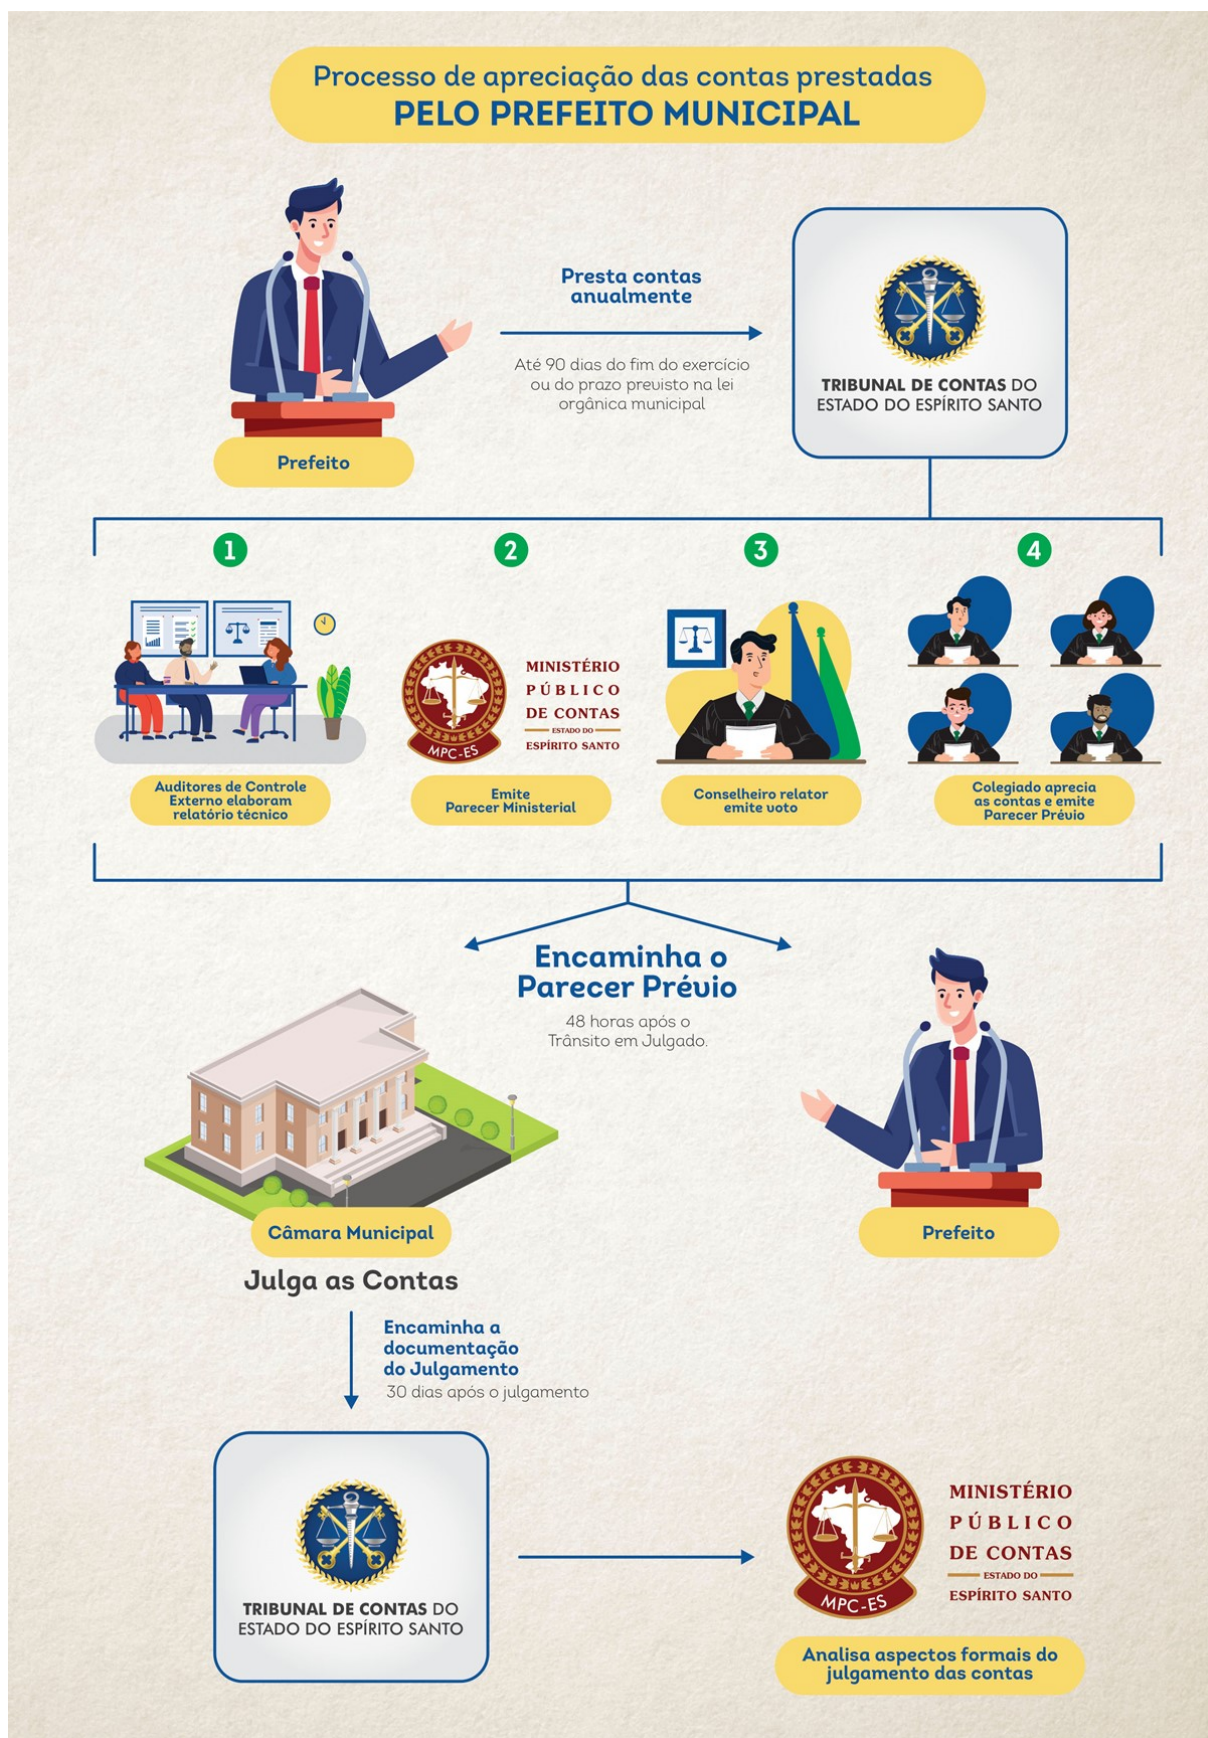 Processo de apreciação das contas prestadas
PELO PREFEITO MUNICIPAL
Presta contas
anualmente
Até 90 dias do fim do exercício
ou do prazo previsto na lei
orgânica municipal
TRIBUNAL DE CONTAS DO
ESTADO DO ESPÍRITO SANTO
Prefeito
1
2
3
4
MINISTÉRIO
PÚBLICO
DE CONTAS
ESTADO DO
ESPÍRITO SANTO
MPC-ES
Auditores de Controle
Externo elaboram
relatório técnico
Emite
Parecer Ministerial
Conselheiro relator
emite voto
Colegiado aprecia
as contas e emite
Parecer Prévio
Encaminha o
Parecer Prévio
48 horas após o
Trânsito em Julgado.
Câmara Municipal
Prefeito
Julga as Contas
Encaminha a
documentação
do Julgamento
30 dias após o julgamento
TRIBUNAL DE CONTAS DO
ESTADO DO ESPÍRITO SANTO
MINISTÉRIO
PÚBLICO
DE CONTAS
ESTADO DO
ESPÍRITO SANTO
MPC-ES
Analisa aspectos formais do
julgamento das contas